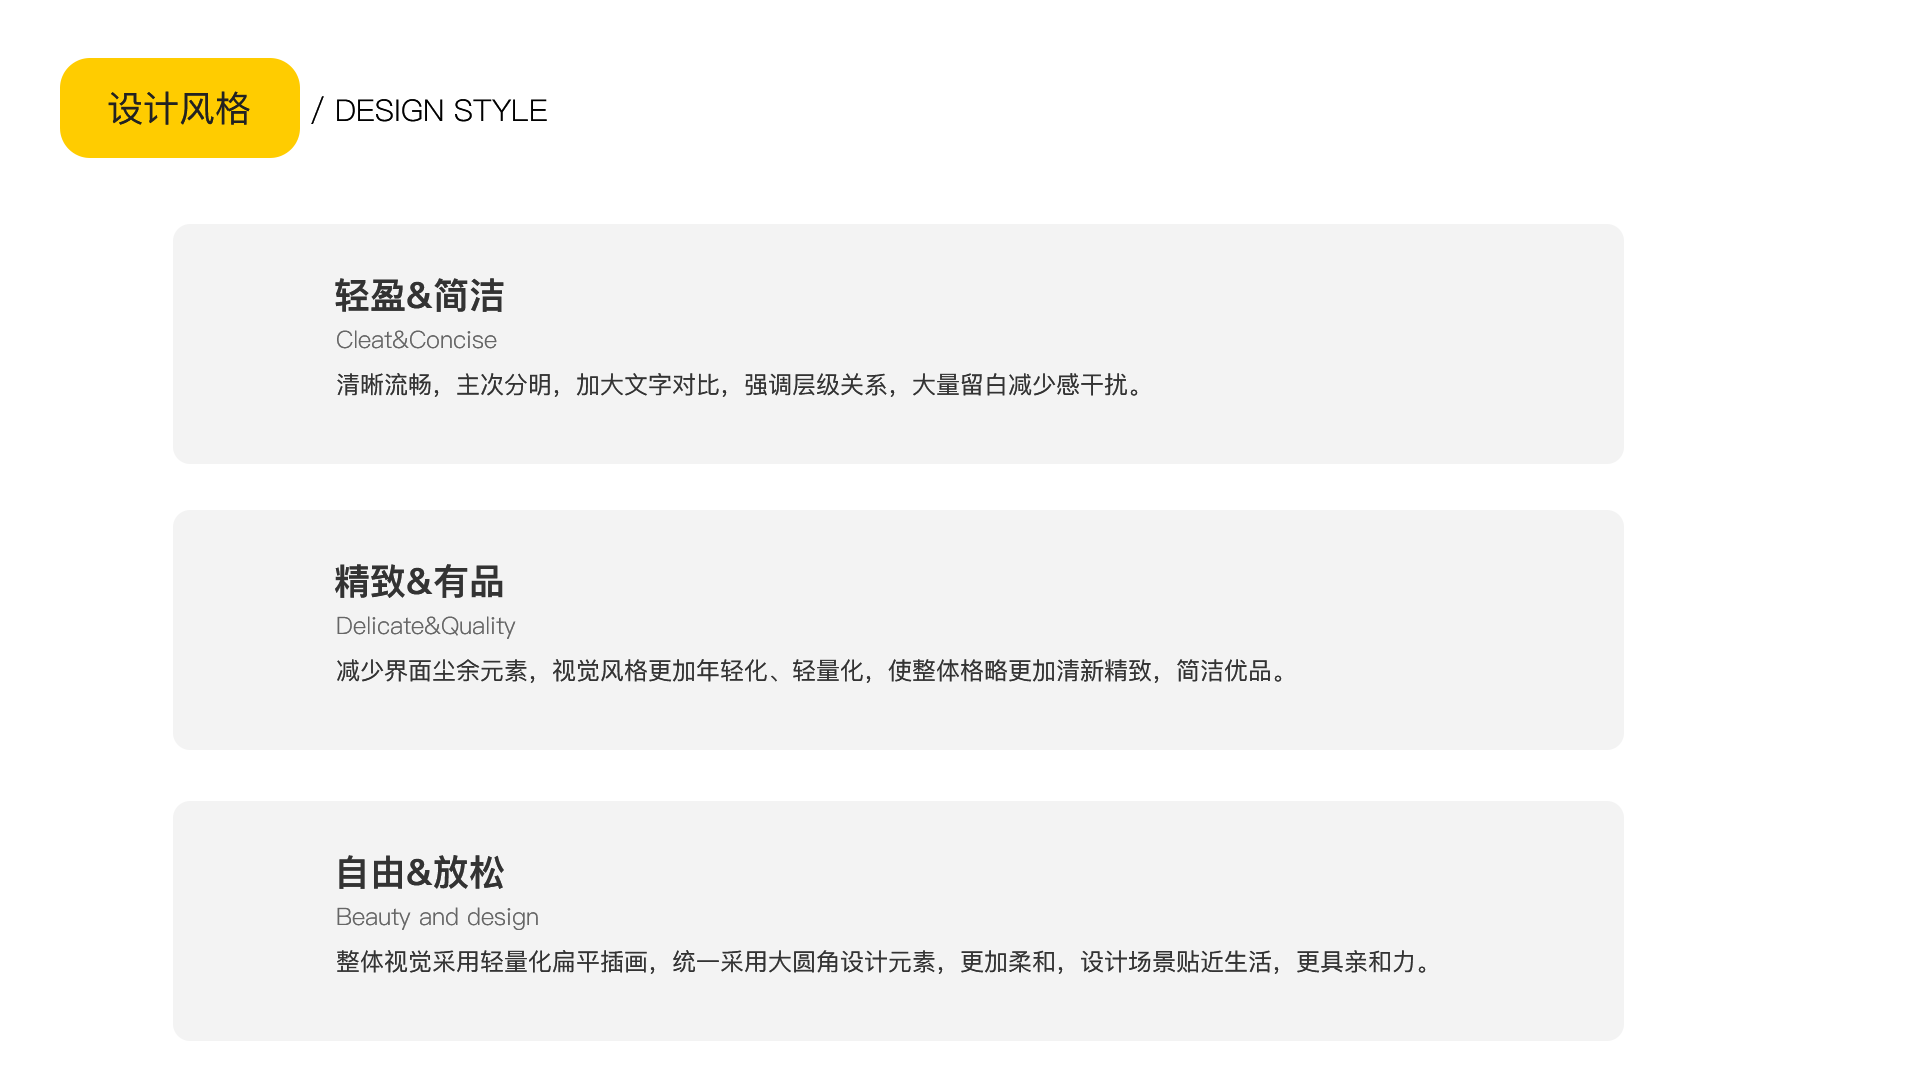 设计风格 / DESIGN STYLE
轻盈&简洁
Cleat&Concise
清晰流畅，主次分明，加大文字对比，强调层级关系，大量留白减少感干扰。
精致&有品
Delicate&Quality
减少界面尘余元素，视觉风格更加年轻化、轻量化，使整体格略更加清新精致，简洁优品。
自由&放松
Beauty and design
整体视觉采用轻量化扁平插画，统一采用大圆角设计元素，更加柔和，设计场景贴近生活，更具亲和力。